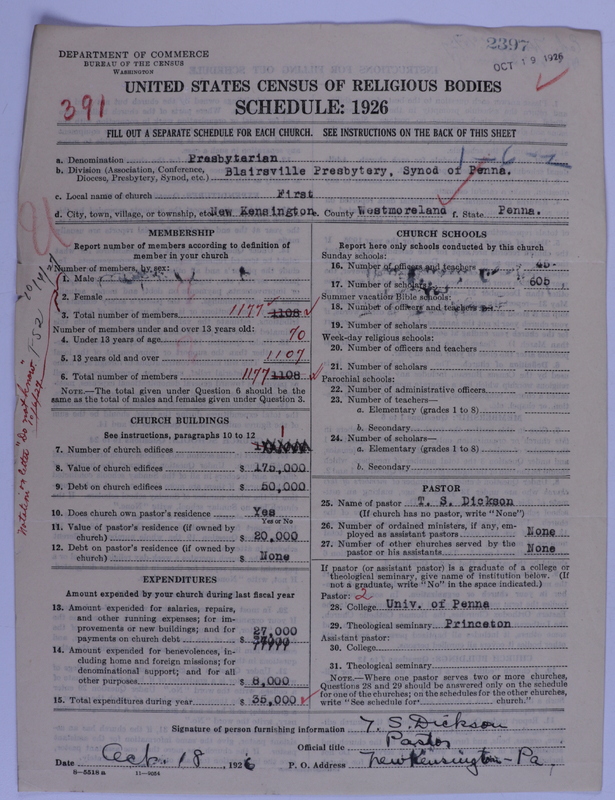 2397
OCT 19 1926
DEPARTMENT OF COMMERCE
BUREAU OF THE CENSUS
WASHINGTON
391
UNITED STATES CENSUS OF RELIGIOUS BODIES
SCHEDULE: 1926
FILL OUT A SEPARATE SCHEDULE FOR EACH CHURCH. SEE INSTRUCTIONS ON THE BACK OF THIS SHEET
1-6-2
a. Denomination Presbyterian
b. Division (Association, Conference, Diocese, Presbytery, Synod, etc.) Blairsville Presbytery, Synod of Penna.
c. Local name of church First
d. City, town, village, or township, etc. New Kensington e. County Westmoreland f. State Penna.
MEMBERSHIP
Report number of members according to definition of
member in your church
Number of members, by sex:
1. Male
2. Female
3. Total number of members 1177 1108
Number of members under and over 13 years old:
4. Under 13 years of age 70
5. 13 years old and over 1107
6. Total number of members 1177 1108
NOTE.—The total given under Question 6 should be the
same as the total of males and females given under Question 3.
CHURCH BUILDINGS
See instructions, paragraphs 10 to 12
7. Number of church edifices 1
8. Value of church edifices $ 175,000
9. Debt on church edifices $ 50,000
10. Does church own pastor's residence? Yes
Yes or No
11. Value of pastor's residence (if owned by
church) $ 20,000
12. Debt on pastor's residence (if owned by
church) $ None
EXPENDITURES
Amount expended by your church during last fiscal year
13. Amount expended for salaries, repairs,
and other running expenses; for im-
provements or new buildings; and for
payments on church debt $ 27,000
14. Amount expended for benevolences, in-
cluding home and foreign missions; for
denominational support; and for all
other purposes $ 8,000
15. Total expenditures during year $ 35,000
CHURCH SCHOOLS
Report here only schools conducted by this church
Sunday schools:
16. Number of officers and teachers
17. Number of scholars 605
Summer vacation Bible schools:
18. Number of officers and teachers
19. Number of scholars
Week-day religious schools:
20. Number of officers and teachers
21. Number of scholars
Parochial schools:
22. Number of administrative officers
23. Number of teachers—
a. Elementary (grades 1 to 8)
b. Secondary
24. Number of scholars—
a. Elementary (grades 1 to 8)
b. Secondary
PASTOR
25. Name of pastor T. S. Dickson
(If church has no pastor, write "None")
26. Number of ordained ministers, if any, em-
ployed as assistant pastors None
27. Number of other churches served by the
pastor or his assistants None
If pastor (or assistant pastor) is a graduate of a college or
theological seminary, give name of institution below. (If
not a graduate, write "No" in the space indicated.)
Pastor: 2
28. College Univ. of Penna
29. Theological seminary Princeton
Assistant pastor:
30. College
31. Theological seminary
NOTE.—Where one pastor serves two or more churches,
Questions 28 and 29 should be answered only on the schedule
for one of the churches; on the schedules for the other churches,
write "See schedule for church."
Signature of person furnishing information T. S. Dickson
Official title Pastor
Date Oct. 18, 1926 P. O. Address New Kensington - Pa.
8—5518 a 11—9054